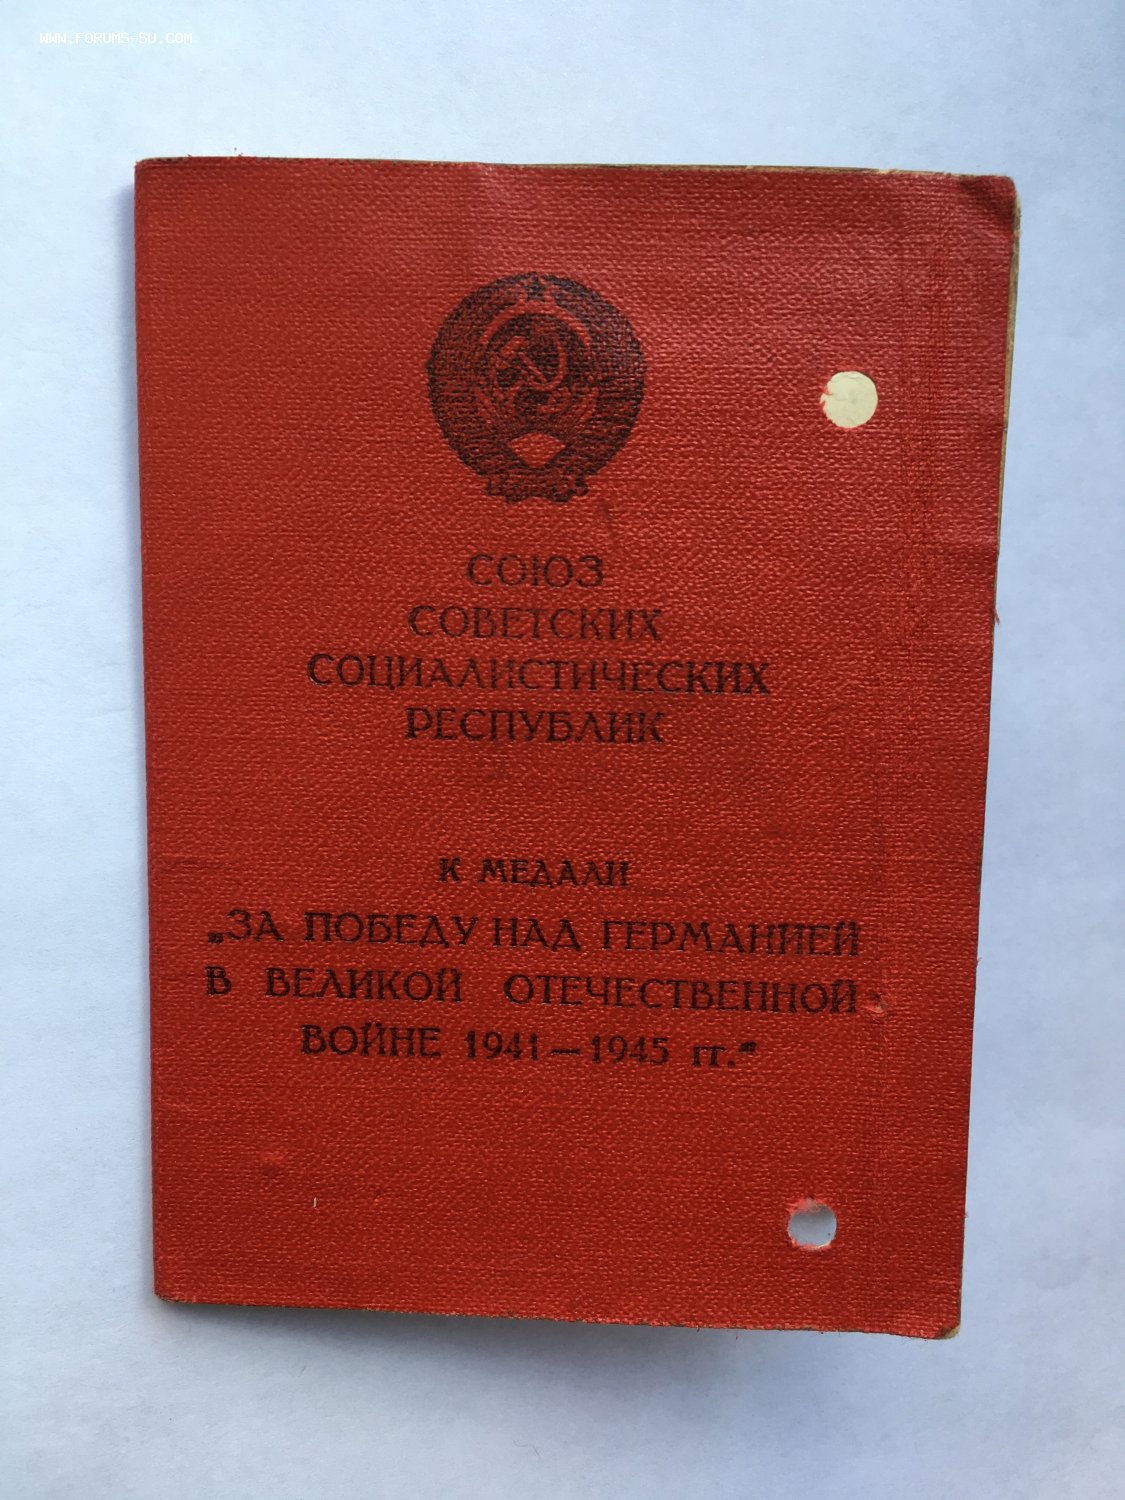 WWW.FORUMS-SU.COM
СОЮЗ
СОВЕТСКИХ
СОЦИАЛИСТИЧЕСКИХ
РЕСПУБЛИК
К МЕДАЛИ
„ЗА ПОБЕДУ НАД ГЕРМАНИЕЙ
В ВЕЛИКОЙ ОТЕЧЕСТВЕННОЙ
ВОЙНЕ 1941—1945 гг.“